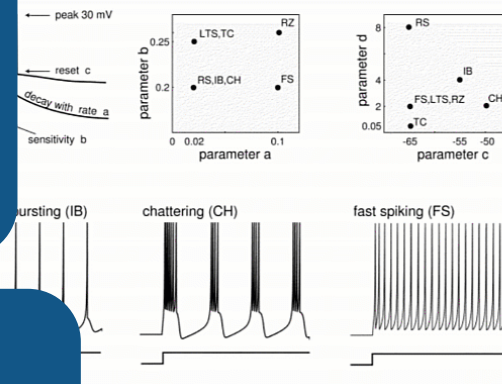 peak 30 mV
reset c
decay with rate a
sensitivity b
parameter b
0.25
0.2
LTS,TC
RZ
RS,IB,CH
FS
0 0.02 0.1
parameter a
parameter d
8
4
2
0.05
RS
IB
FS,LTS,RZ
CH
TC
-65 -55 -50
parameter c
bursting (IB)
chattering (CH)
fast spiking (FS)